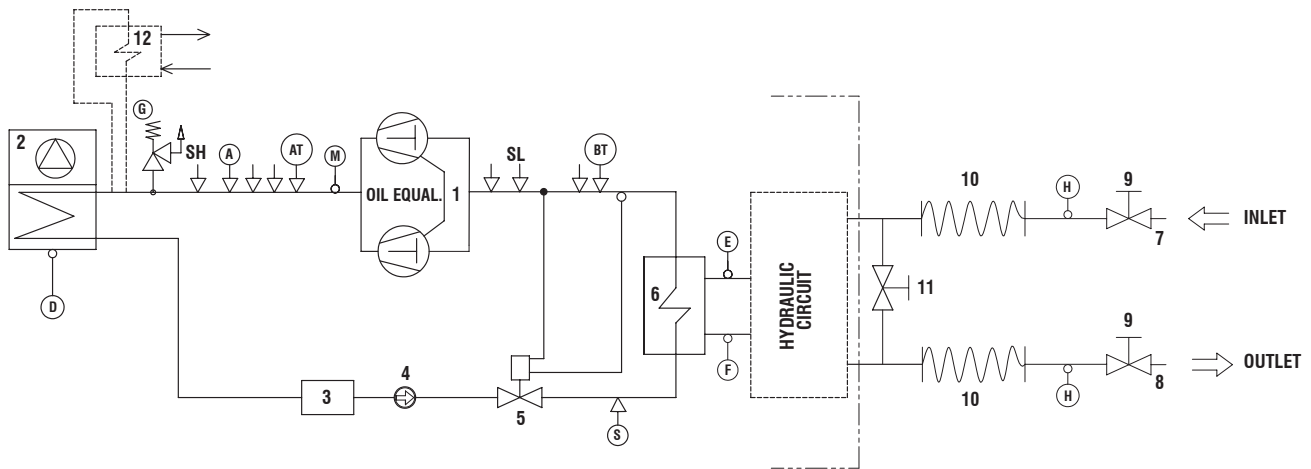 12
G
2
SH
A
AT
M
OIL EQUAL.
1
SL
BT
D
3
4
5
S
6
E
F
HYDRAULIC
CIRCUIT
10
H
9
7
INLET
11
10
H
9
8
OUTLET